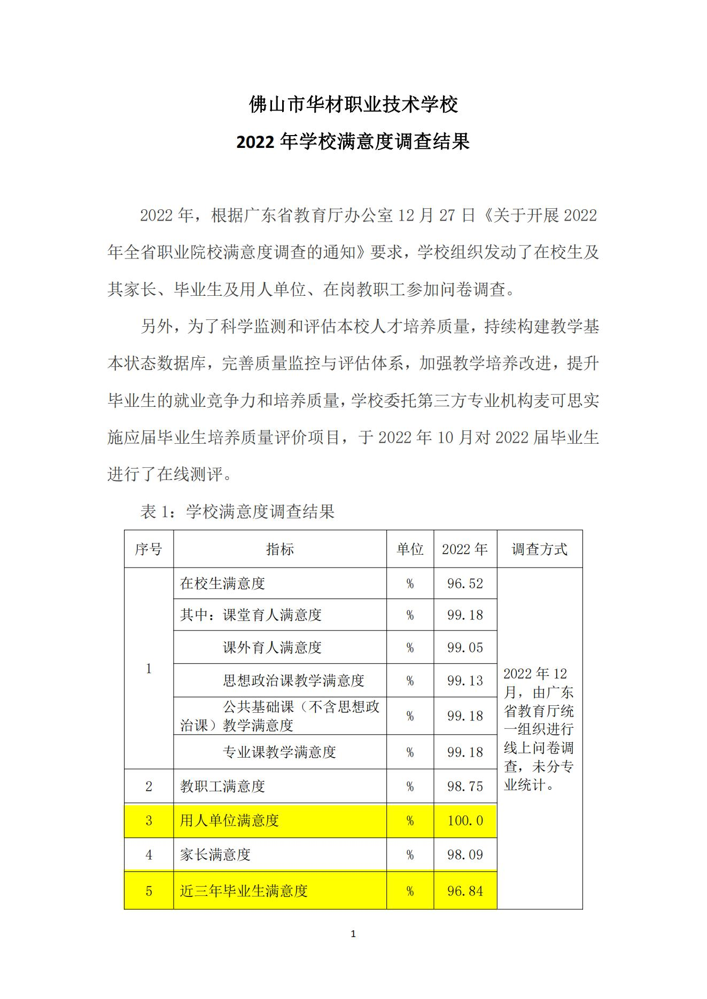 佛山市华材职业技术学校
2022 年学校满意度调查结果
2022 年，根据广东省教育厅办公室 12 月 27 日《关于开展 2022
年全省职业院校满意度调查的通知》要求，学校组织发动了在校生及
其家长、毕业生及用人单位、在岗教职工参加问卷调查。
另外，为了科学监测和评估本校人才培养质量，持续构建教学基
本状态数据库，完善质量监控与评估体系，加强教学培养改进，提升
毕业生的就业竞争力和培养质量，学校委托第三方专业机构麦可思实
施应届毕业生培养质量评价项目，于 2022 年 10 月对 2022 届毕业生
进行了在线测评。
表 1：学校满意度调查结果
序号 指标 单位 2022 年 调查方式
1
在校生满意度 % 96.52
其中：课堂育人满意度 % 99.18
课外育人满意度 % 99.05
思想政治课教学满意度 % 99.13
公共基础课（不含思想政
治课）教学满意度 % 99.18
专业课教学满意度 % 99.18
2 教职工满意度 % 98.75
3 用人单位满意度 % 100.0
4 家长满意度 % 98.09
5 近三年毕业生满意度 % 96.84
2022 年 12
月，由广东
省教育厅统
一组织进行
线上问卷调
查，未分专
业统计。
1